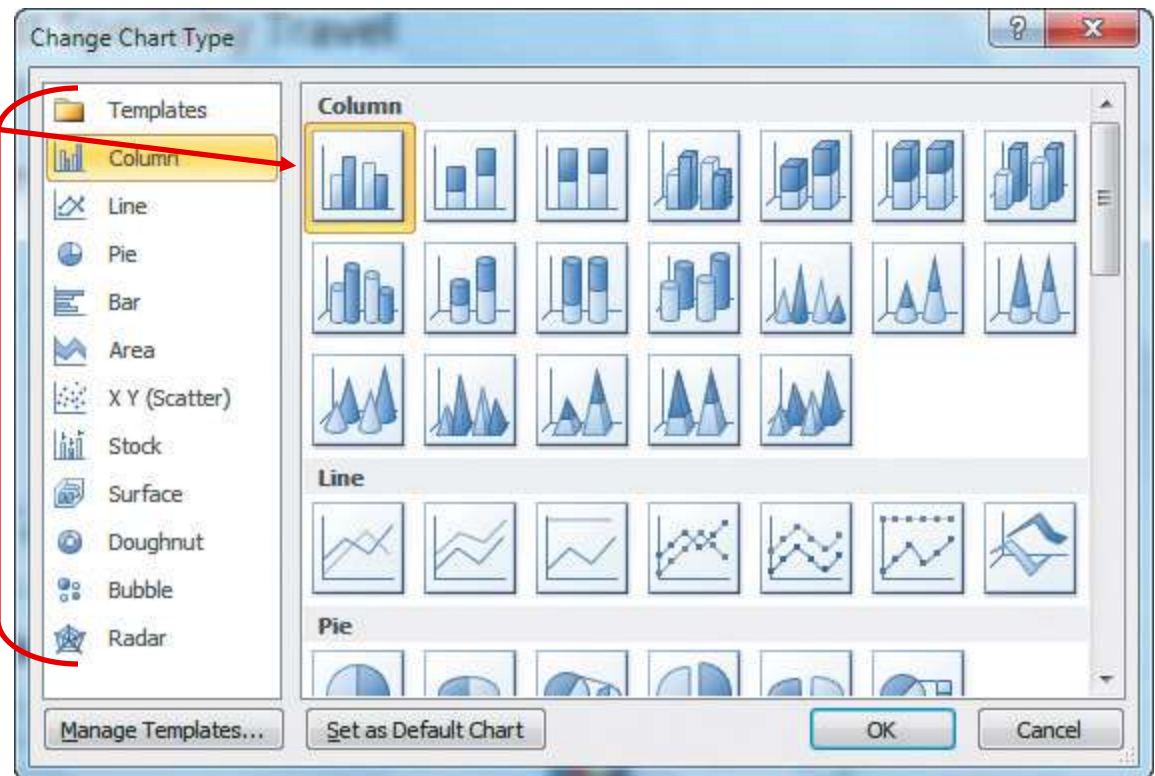 Change Chart Type
Travel
Templates
Column
Line
Pie
Bar
Area
X Y (Scatter)
Stock
Surface
Doughnut
Bubble
Radar
Column
Line
Pie
Manage Templates...
Set as Default Chart
OK
Cancel